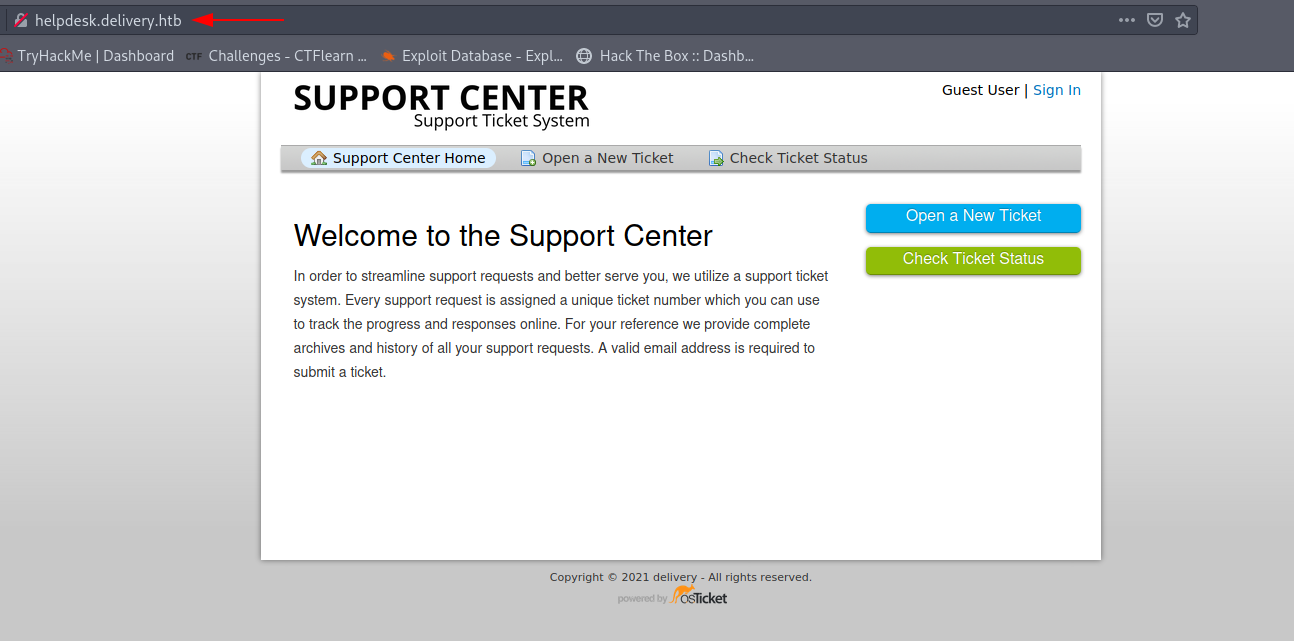 helpdesk.delivery.htb
TryHackMe | Dashboard CTF Challenges - CTFlearn ... Exploit Database - Expl... Hack The Box :: Dashb...
SUPPORT CENTER
Support Ticket System
Guest User | Sign In
Support Center Home Open a New Ticket Check Ticket Status
Open a New Ticket
Check Ticket Status
Welcome to the Support Center
In order to streamline support requests and better serve you, we utilize a support ticket
system. Every support request is assigned a unique ticket number which you can use
to track the progress and responses online. For your reference we provide complete
archives and history of all your support requests. A valid email address is required to
submit a ticket.
Copyright © 2021 delivery - All rights reserved.
powered by osTicket